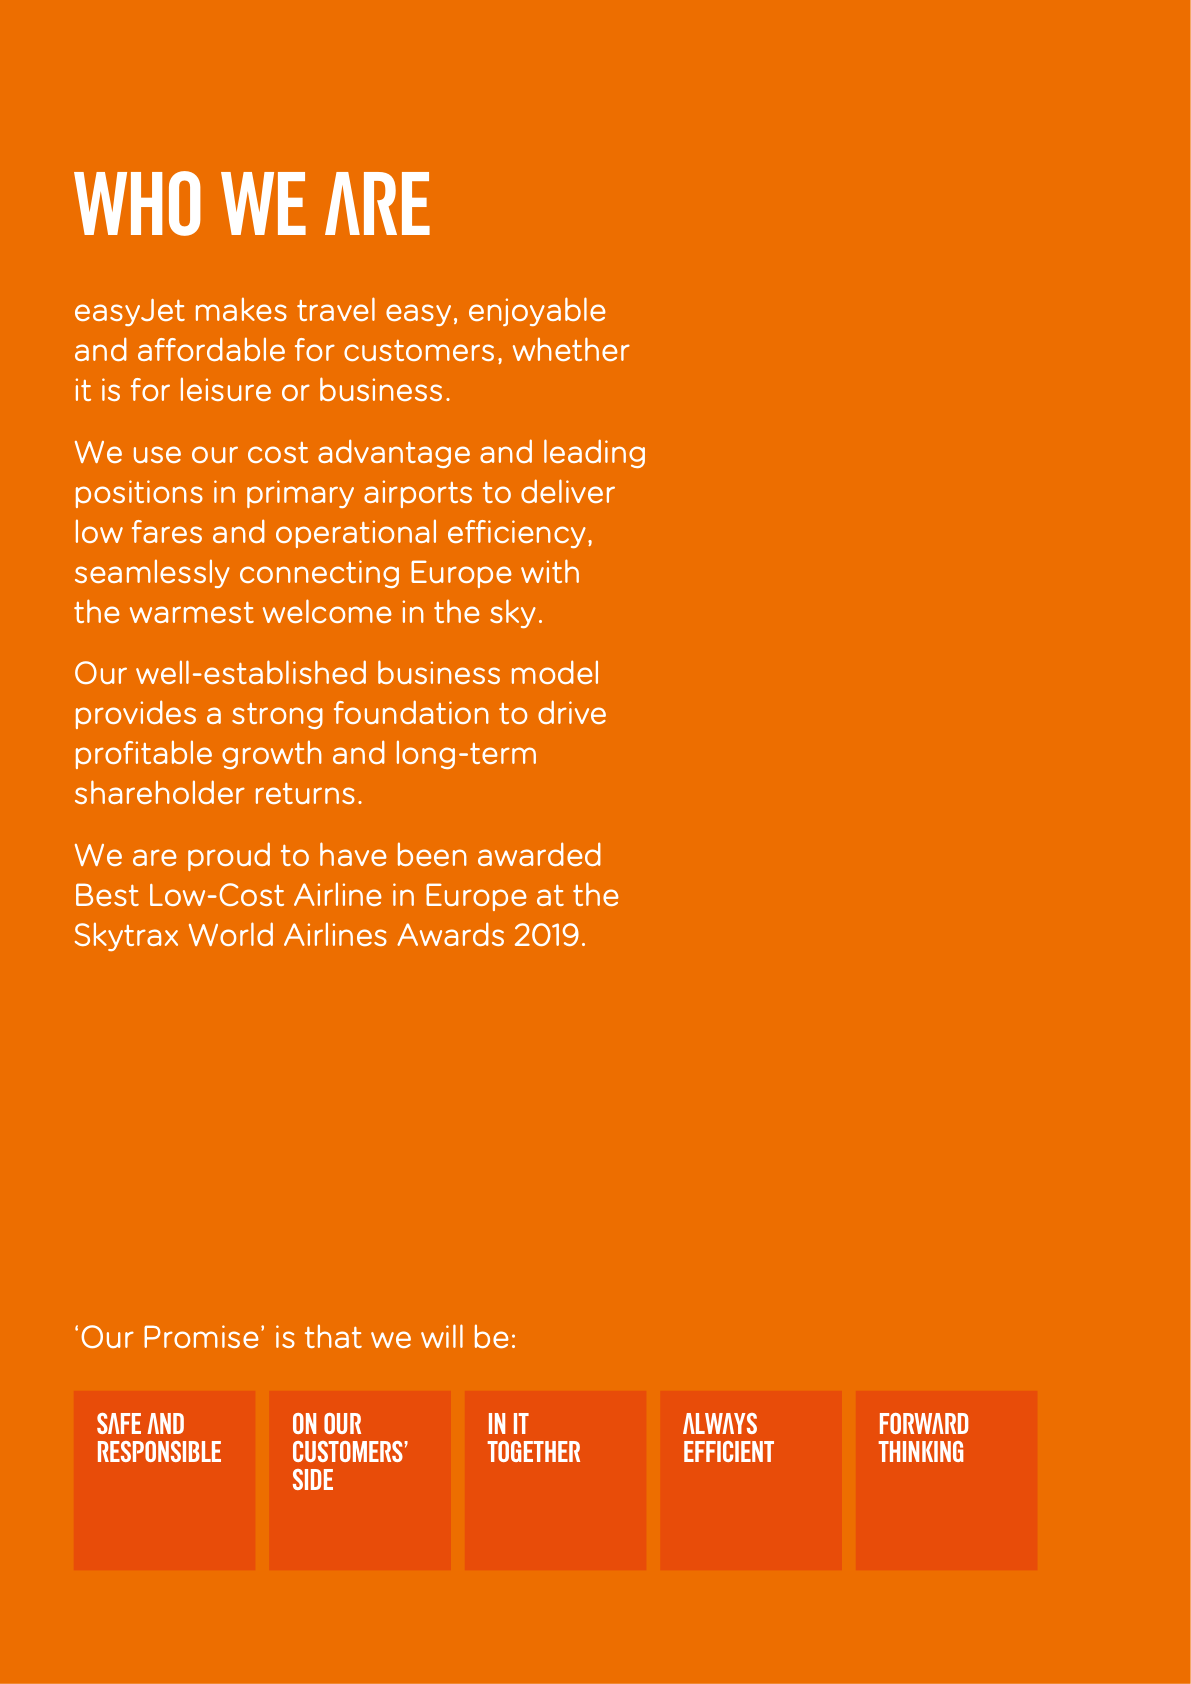 WHO WE ARE
easyJet makes travel easy, enjoyable
and affordable for customers, whether
it is for leisure or business.
We use our cost advantage and leading
positions in primary airports to deliver
low fares and operational efficiency,
seamlessly connecting Europe with
the warmest welcome in the sky.
Our well-established business model
provides a strong foundation to drive
profitable growth and long-term
shareholder returns.
We are proud to have been awarded
Best Low-Cost Airline in Europe at the
Skytrax World Airlines Awards 2019.
‘Our Promise’ is that we will be:
SAFE AND
RESPONSIBLE
ON OUR
CUSTOMERS’
SIDE
IN IT
TOGETHER
ALWAYS
EFFICIENT
FORWARD
THINKING